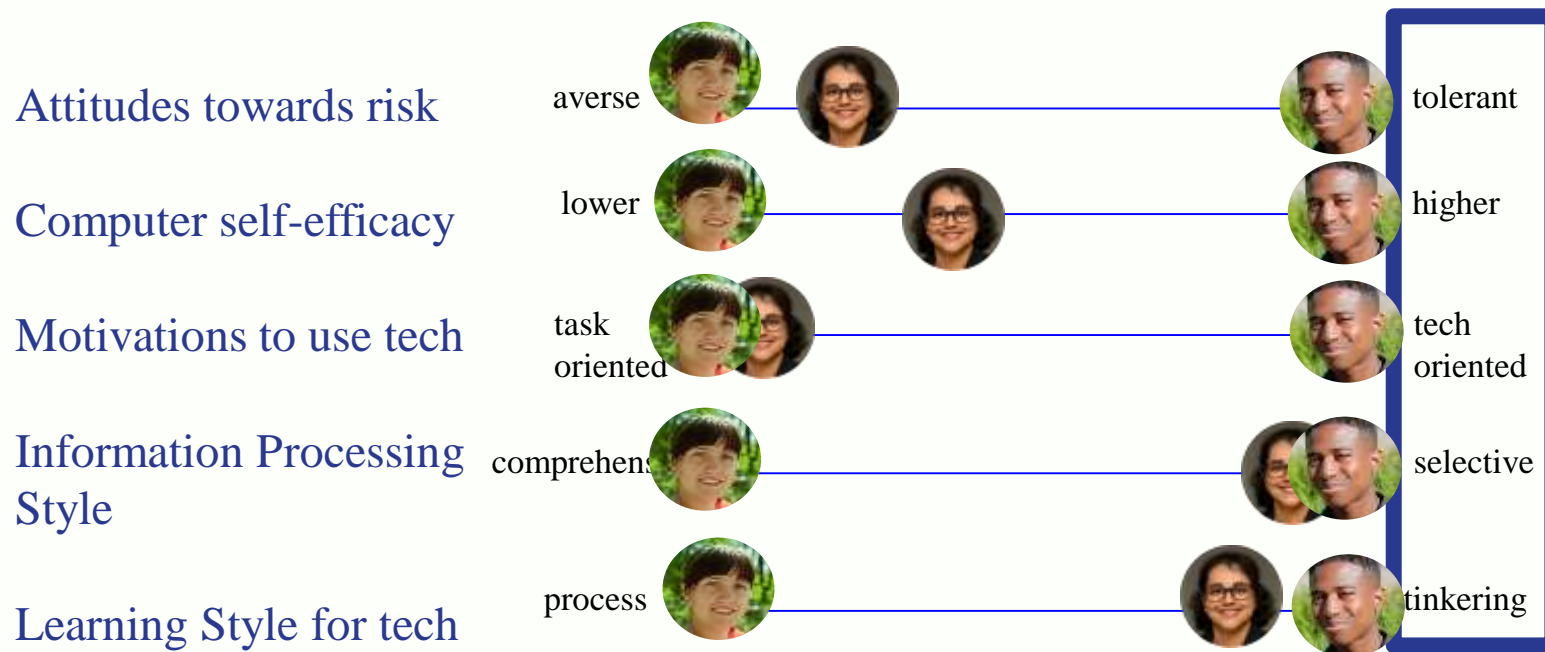 Attitudes towards risk averse tolerant
Computer self-efficacy lower higher
Motivations to use tech task tech
oriented oriented
Information Processing comprehens selective
Style
Learning Style for tech process tinkering